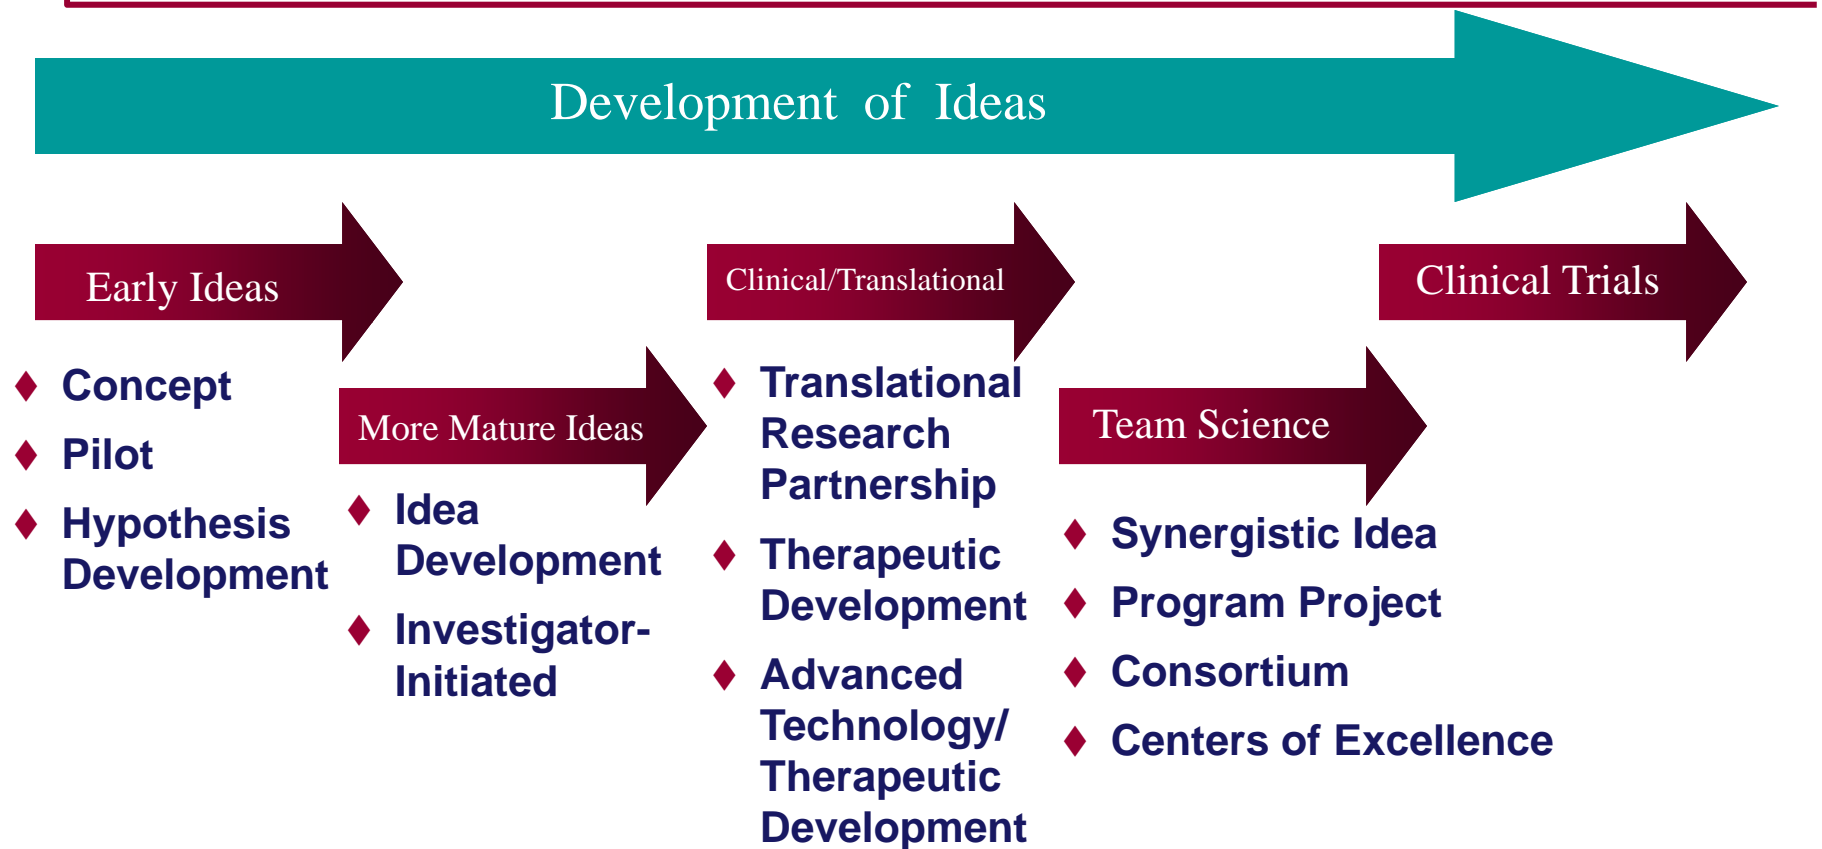 Development of Ideas
Early Ideas
Concept
Pilot
Hypothesis
Development
More Mature Ideas
Idea
Development
Investigator-
Initiated
Clinical/Translational
Translational
Research
Partnership
Therapeutic
Development
Advanced
Technology/
Therapeutic
Development
Team Science
Synergistic Idea
Program Project
Consortium
Centers of Excellence
Clinical Trials